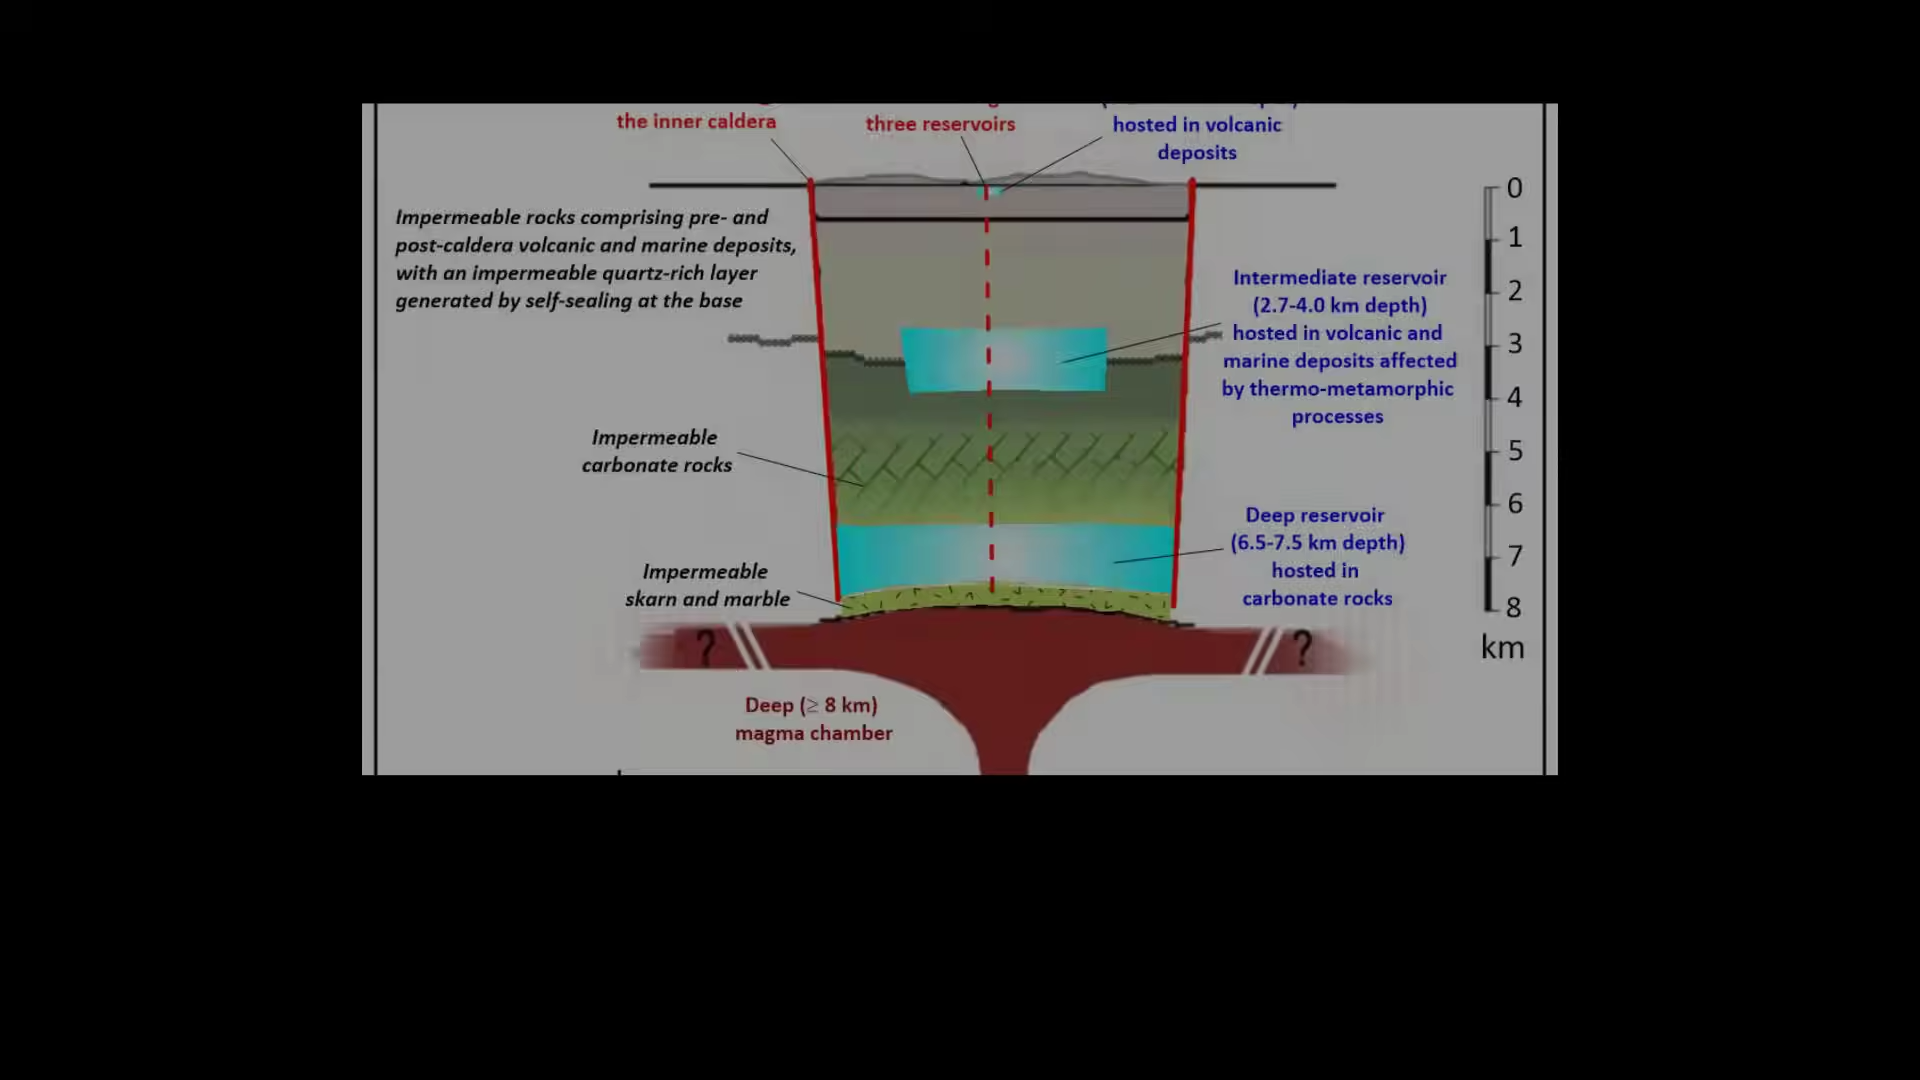 the inner caldera
three reservoirs
hosted in volcanic
deposits
Impermeable rocks comprising pre- and
post-caldera volcanic and marine deposits,
with an impermeable quartz-rich layer
generated by self-sealing at the base
Intermediate reservoir
(2.7-4.0 km depth)
hosted in volcanic and
marine deposits affected
by thermo-metamorphic
processes
Impermeable
carbonate rocks
Deep reservoir
(6.5-7.5 km depth)
hosted in
carbonate rocks
Impermeable
skarn and marble
?
?
Deep (≥ 8 km)
magma chamber
0
1
2
3
4
5
6
7
8
km